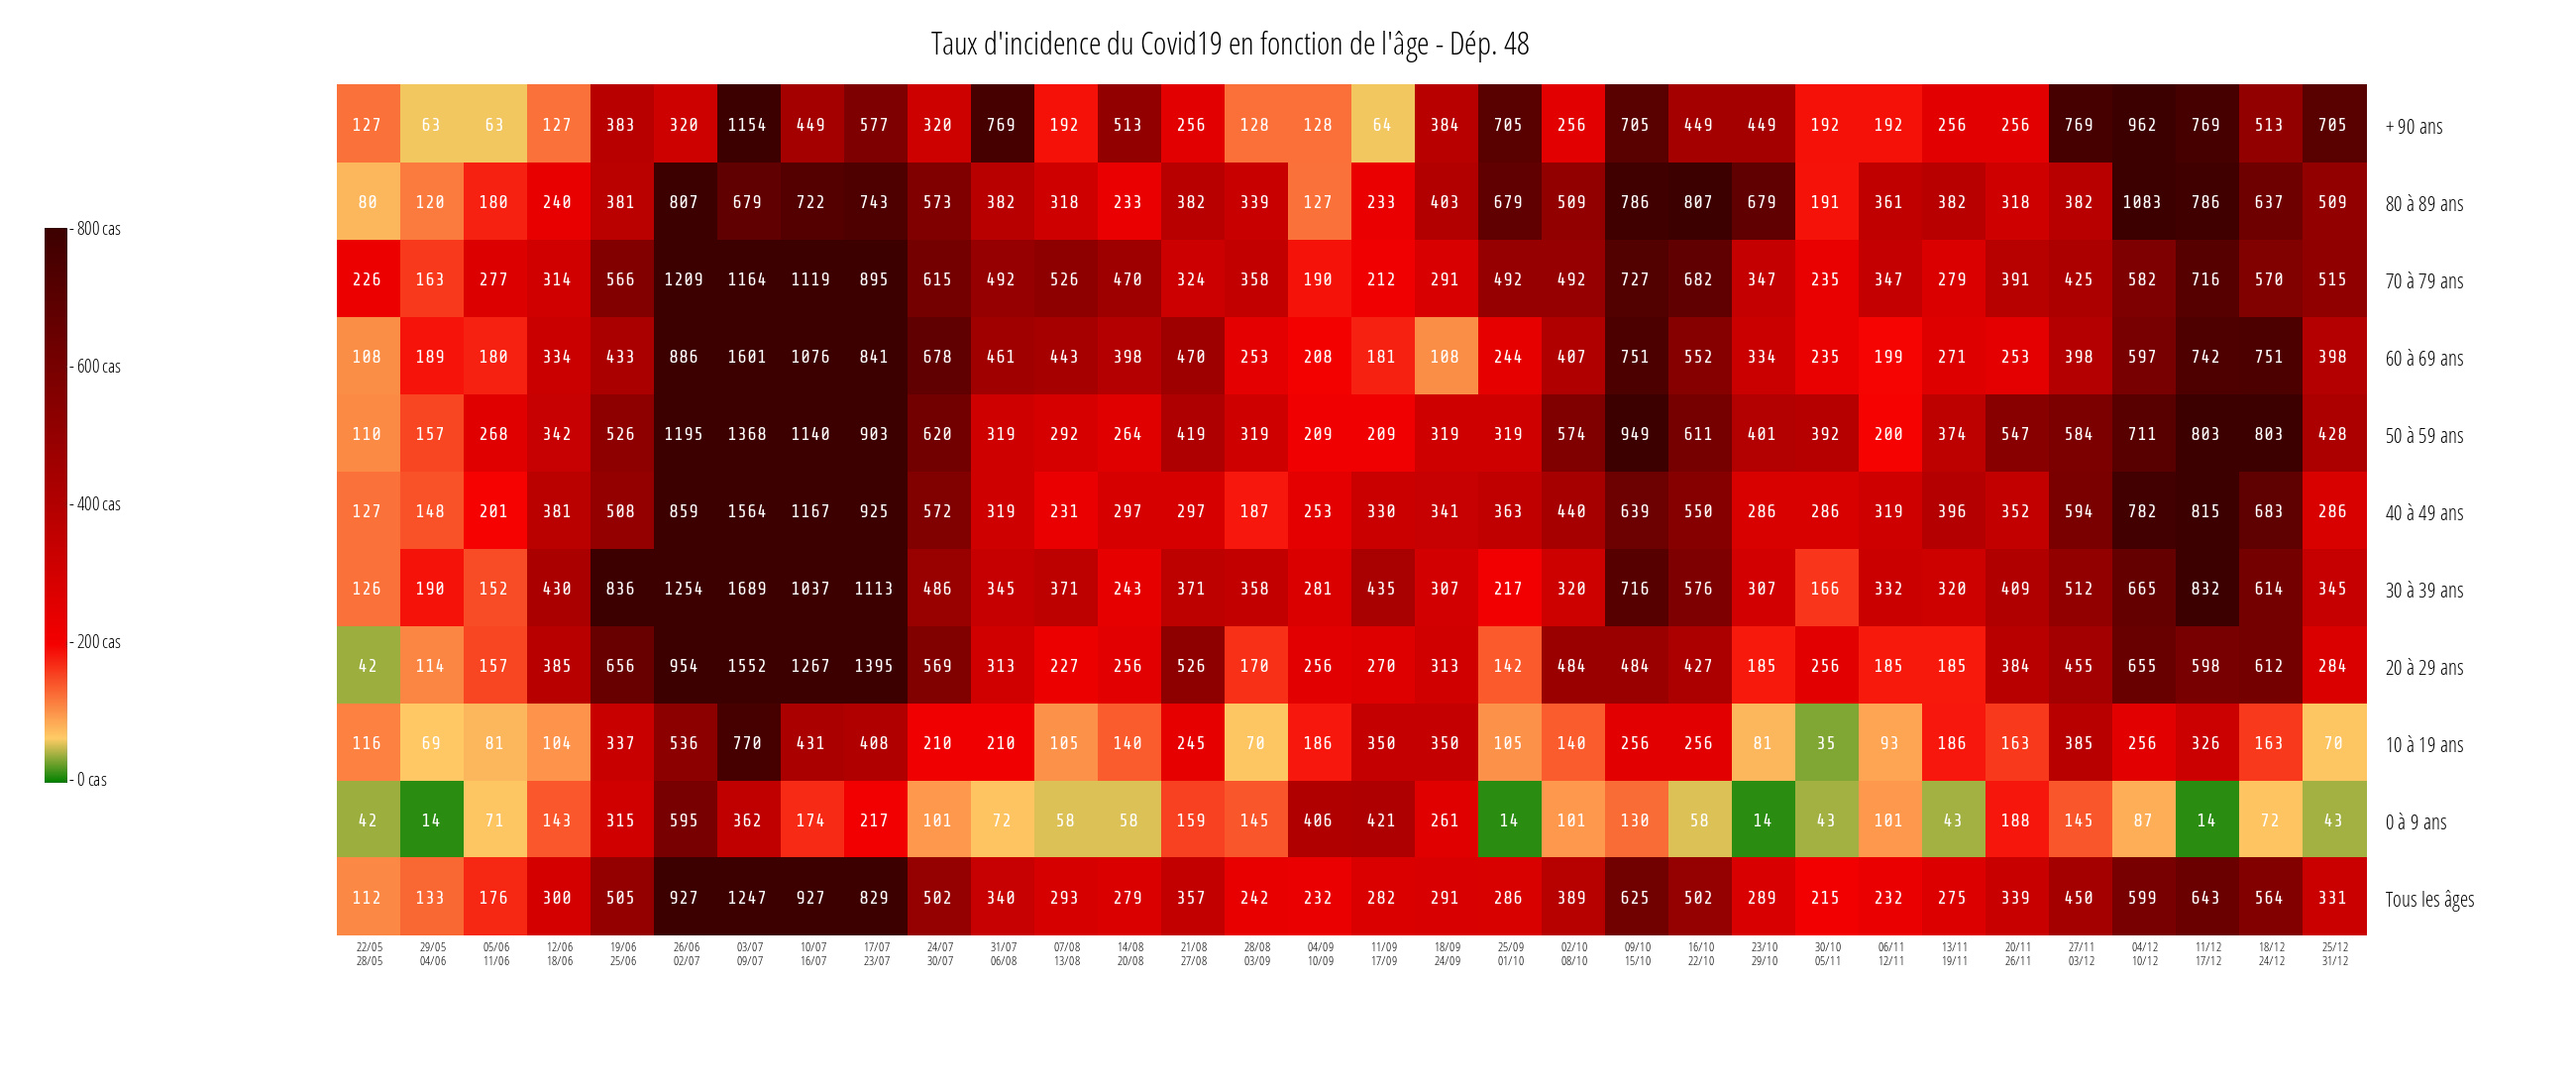 Taux d'incidence du Covid19 en fonction de l'âge - Dép. 48
- 800 cas
- 600 cas
- 400 cas
- 200 cas
- 0 cas
127 63 63 127 383 320 1154 449 577 320 769 192 513 256 128 128 64 384 705 256 705 449 449 192 192 256 256 769 962 769 513 705 + 90 ans
80 120 180 240 381 807 679 722 743 573 382 318 233 382 339 127 233 403 679 509 786 807 679 191 361 382 318 382 1083 786 637 509 80 à 89 ans
226 163 277 314 566 1209 1164 1119 895 615 492 526 470 324 358 190 212 291 492 492 727 682 347 235 347 279 391 425 582 716 570 515 70 à 79 ans
108 189 180 334 433 886 1601 1076 841 678 461 443 398 470 253 208 181 108 244 407 751 552 334 235 199 271 253 398 597 742 751 398 60 à 69 ans
110 157 268 342 526 1195 1368 1140 903 620 319 292 264 419 319 209 209 319 319 574 949 611 401 392 200 374 547 584 711 803 803 428 50 à 59 ans
127 148 201 381 508 859 1564 1167 925 572 319 231 297 297 187 253 330 341 363 440 639 550 286 286 319 396 352 594 782 815 683 286 40 à 49 ans
126 190 152 430 836 1254 1689 1037 1113 486 345 371 243 371 358 281 435 307 217 320 716 576 307 166 332 320 409 512 665 832 614 345 30 à 39 ans
42 114 157 385 656 954 1552 1267 1395 569 313 227 256 526 170 256 270 313 142 484 484 427 185 256 185 185 384 455 655 598 612 284 20 à 29 ans
116 69 81 104 337 536 770 431 408 210 210 105 140 245 70 186 350 350 105 140 256 256 81 35 93 186 163 385 256 326 163 70 10 à 19 ans
42 14 71 143 315 595 362 174 217 101 72 58 58 159 145 406 421 261 14 101 130 58 14 43 101 43 188 145 87 14 72 43 0 à 9 ans
112 133 176 300 505 927 1247 927 829 502 340 293 279 357 242 232 282 291 286 389 625 502 289 215 232 275 339 450 599 643 564 331 Tous les âges
22/05 29/05 05/06 12/06 19/06 26/06 03/07 10/07 17/07 24/07 31/07 07/08 14/08 21/08 28/08 04/09 11/09 18/09 25/09 02/10 09/10 16/10 23/10 30/10 06/11 13/11 20/11 27/11 04/12 11/12 18/12 25/12
28/05 04/06 11/06 18/06 25/06 02/07 09/07 16/07 23/07 30/07 06/08 13/08 20/08 27/08 03/09 10/09 17/09 24/09 01/10 08/10 15/10 22/10 29/10 05/11 12/11 19/11 26/11 03/12 10/12 17/12 24/12 31/12